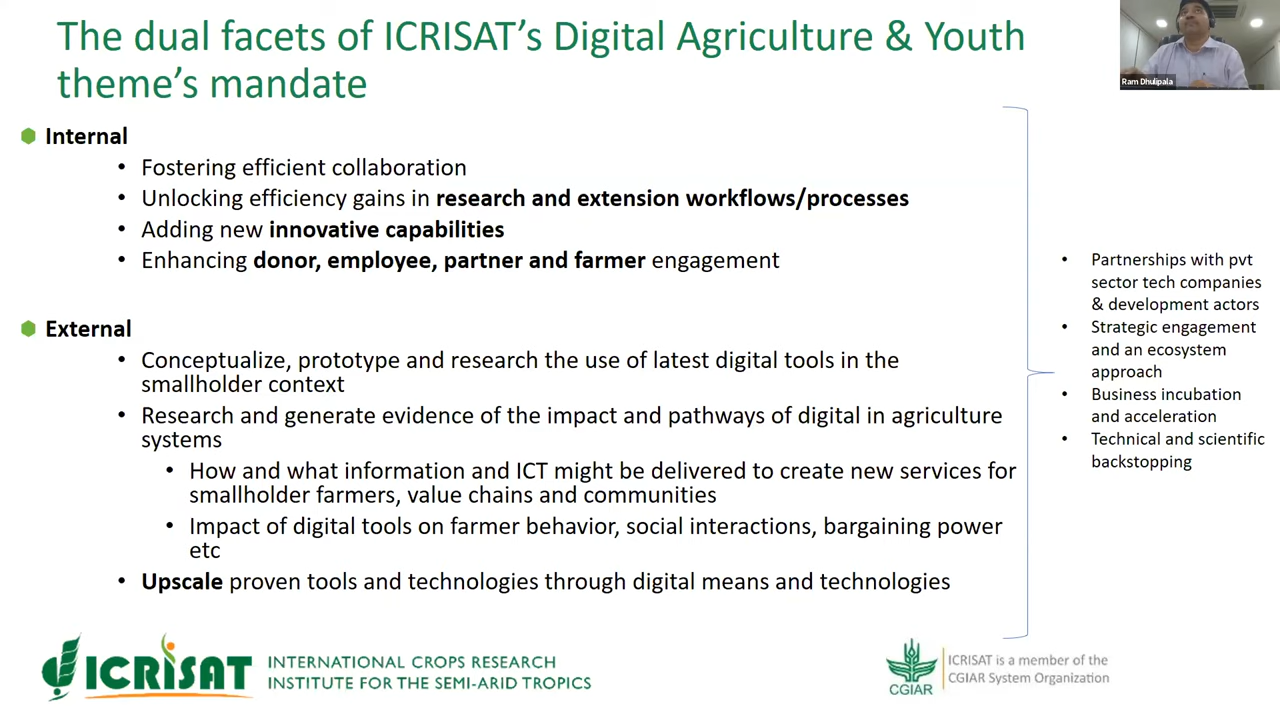 The dual facets of ICRISAT's Digital Agriculture & Youth
theme's mandate
Ram Dhulipala
Internal
• Fostering efficient collaboration
• Unlocking efficiency gains in research and extension workflows/processes
• Adding new innovative capabilities
• Enhancing donor, employee, partner and farmer engagement
External
• Conceptualize, prototype and research the use of latest digital tools in the
smallholder context
• Research and generate evidence of the impact and pathways of digital in agriculture
systems
• How and what information and ICT might be delivered to create new services for
smallholder farmers, value chains and communities
• Impact of digital tools on farmer behavior, social interactions, bargaining power
etc
• Upscale proven tools and technologies through digital means and technologies
• Partnerships with pvt
sector tech companies
& development actors
• Strategic engagement
and an ecosystem
approach
• Business incubation
and acceleration
• Technical and scientific
backstopping
ICRISAT
INTERNATIONAL CROPS RESEARCH
INSTITUTE FOR THE SEMI-ARID TROPICS
CGIAR
ICRISAT is a member of the
CGIAR System Organization